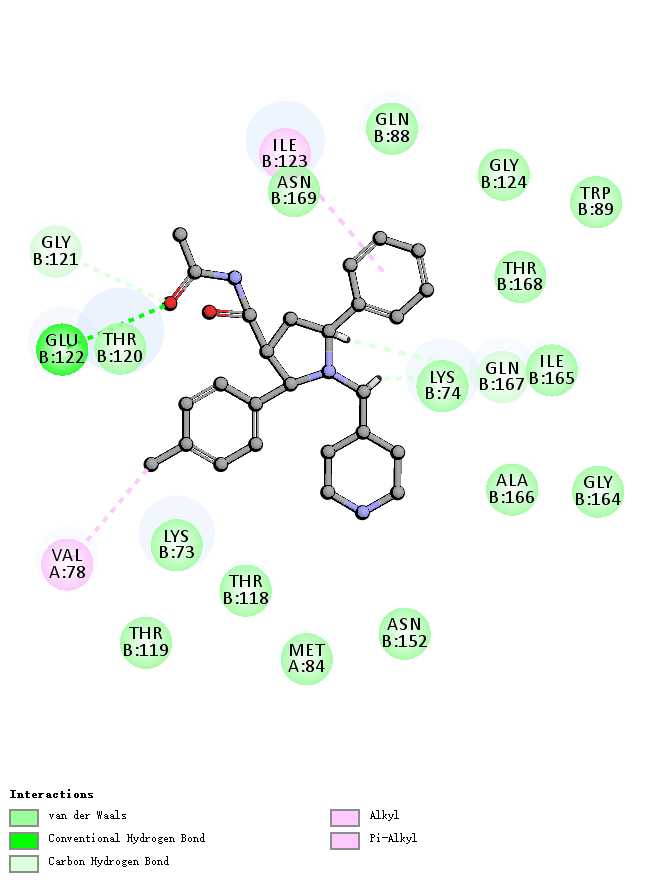 GLN
B:88
ILE
B:123
ASN
B:169
GLY
B:124
TRP
B:89
GLY
B:121
THR
B:168
GLU
B:122
THR
B:120
LYS
B:74
GLN
B:167
ILE
B:165
ALA
B:166
GLY
B:164
LYS
B:73
VAL
A:78
THR
B:118
THR
B:119
MET
A:84
ASN
B:152
Interactions
van der Waals
Conventional Hydrogen Bond
Carbon Hydrogen Bond
Alkyl
Pi-Alkyl